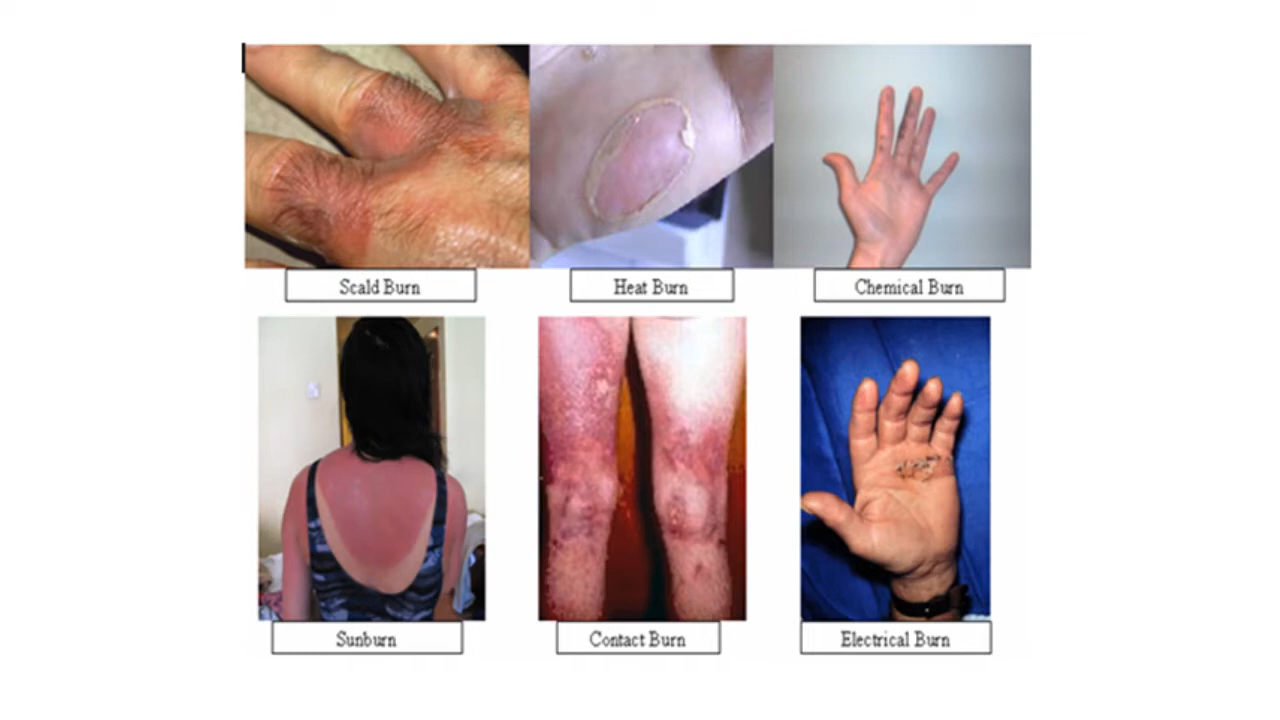 Scald Burn
Heat Burn
Chemical Burn
Sunburn
Contact Burn
Electrical Burn